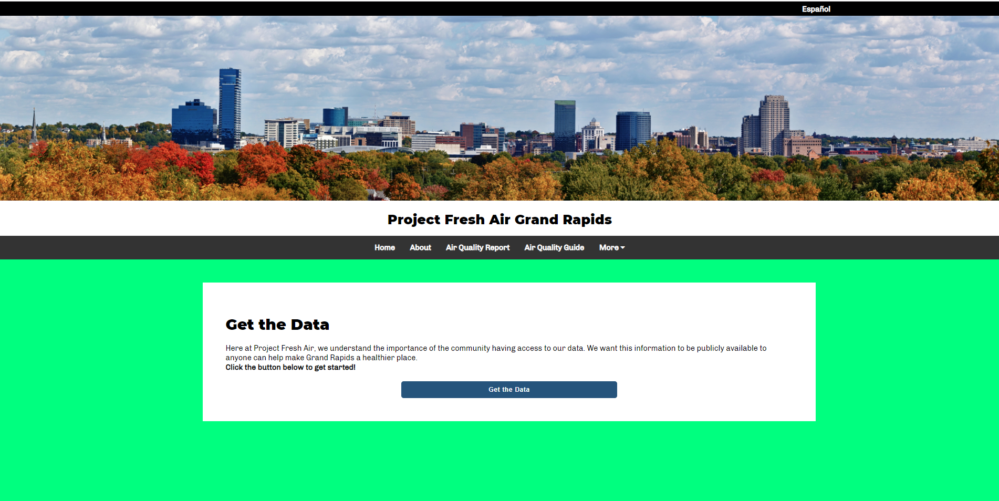 Español
Project Fresh Air Grand Rapids
Home About Air Quality Report Air Quality Guide More
Get the Data
Here at Project Fresh Air, we understand the importance of the community having access to our data. We want this information to be publicly available to
anyone can help make Grand Rapids a healthier place.
Click the button below to get started!
Get the Data